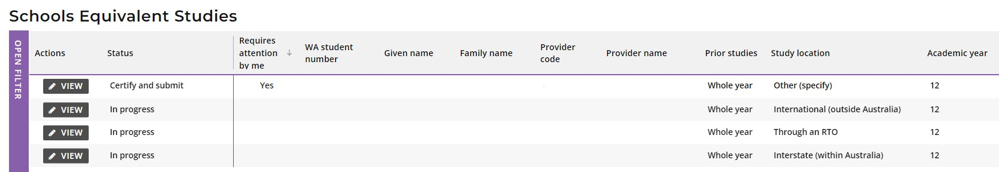 Schools Equivalent Studies
OPEN FILTER
Actions Status Requires attention by me ↓ WA student number Given name Family name Provider code Provider name Prior studies Study location Academic year
VIEW Certify and submit Yes Whole year Other (specify) 12
VIEW In progress Whole year International (outside Australia) 12
VIEW In progress Whole year Through an RTO 12
VIEW In progress Whole year Interstate (within Australia) 12